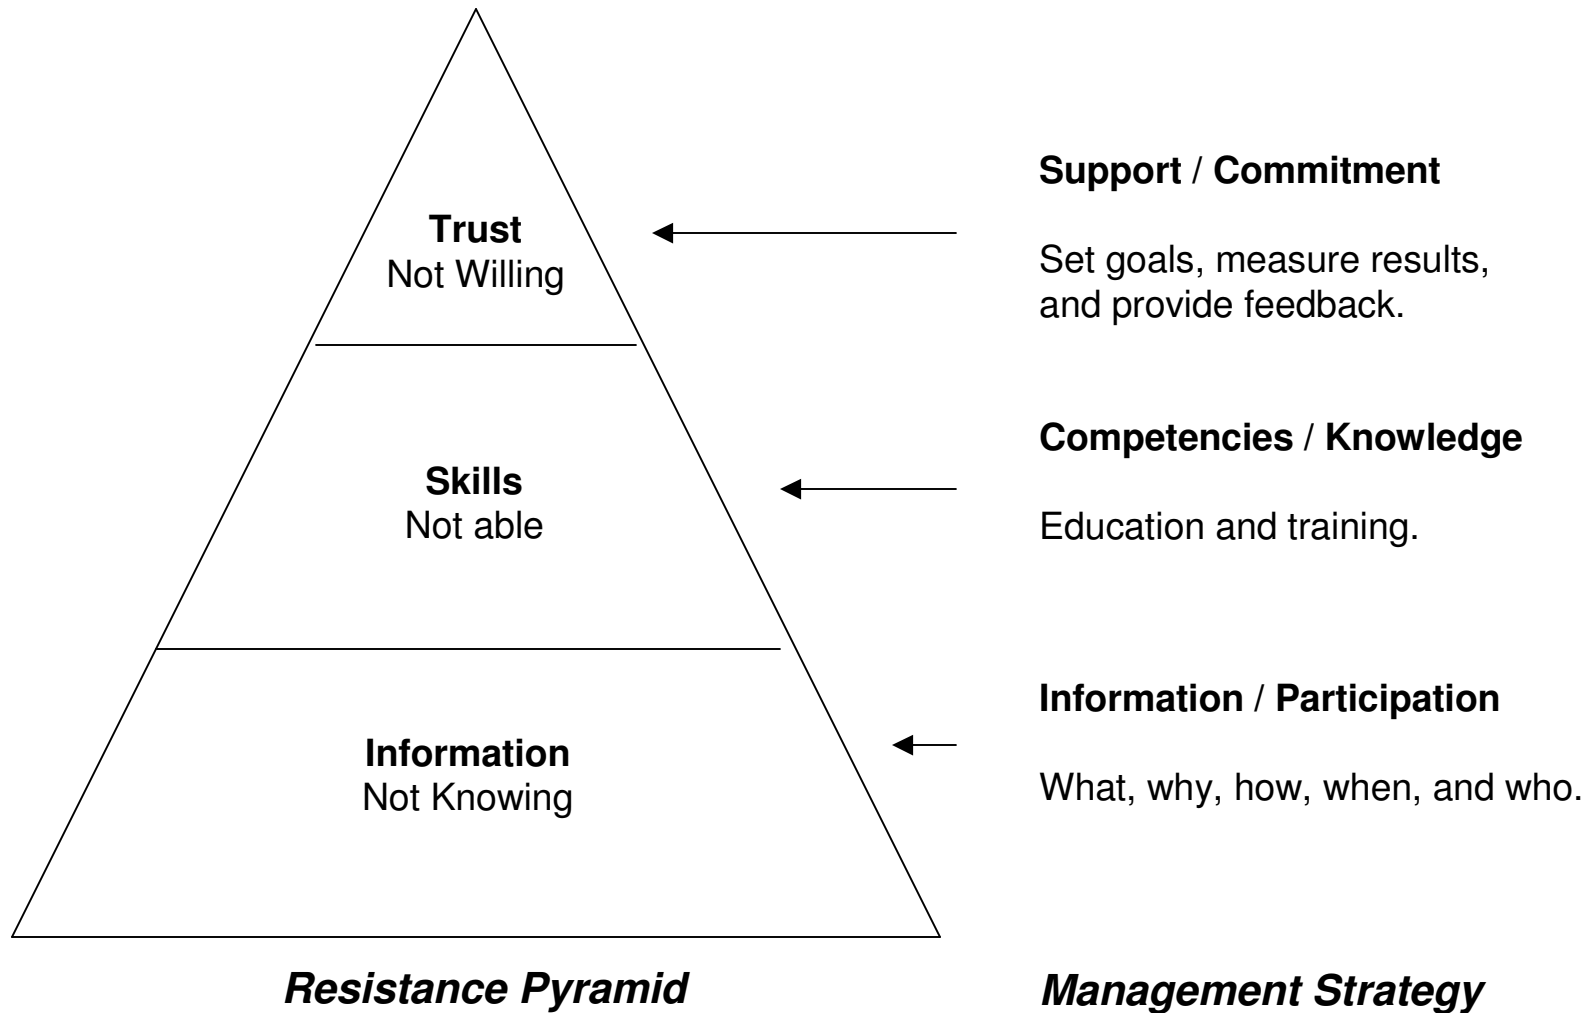 Trust
Not Willing
Support / Commitment
Set goals, measure results,
and provide feedback.
Skills
Not able
Competencies / Knowledge
Education and training.
Information
Not Knowing
Information / Participation
What, why, how, when, and who.
Resistance Pyramid
Management Strategy